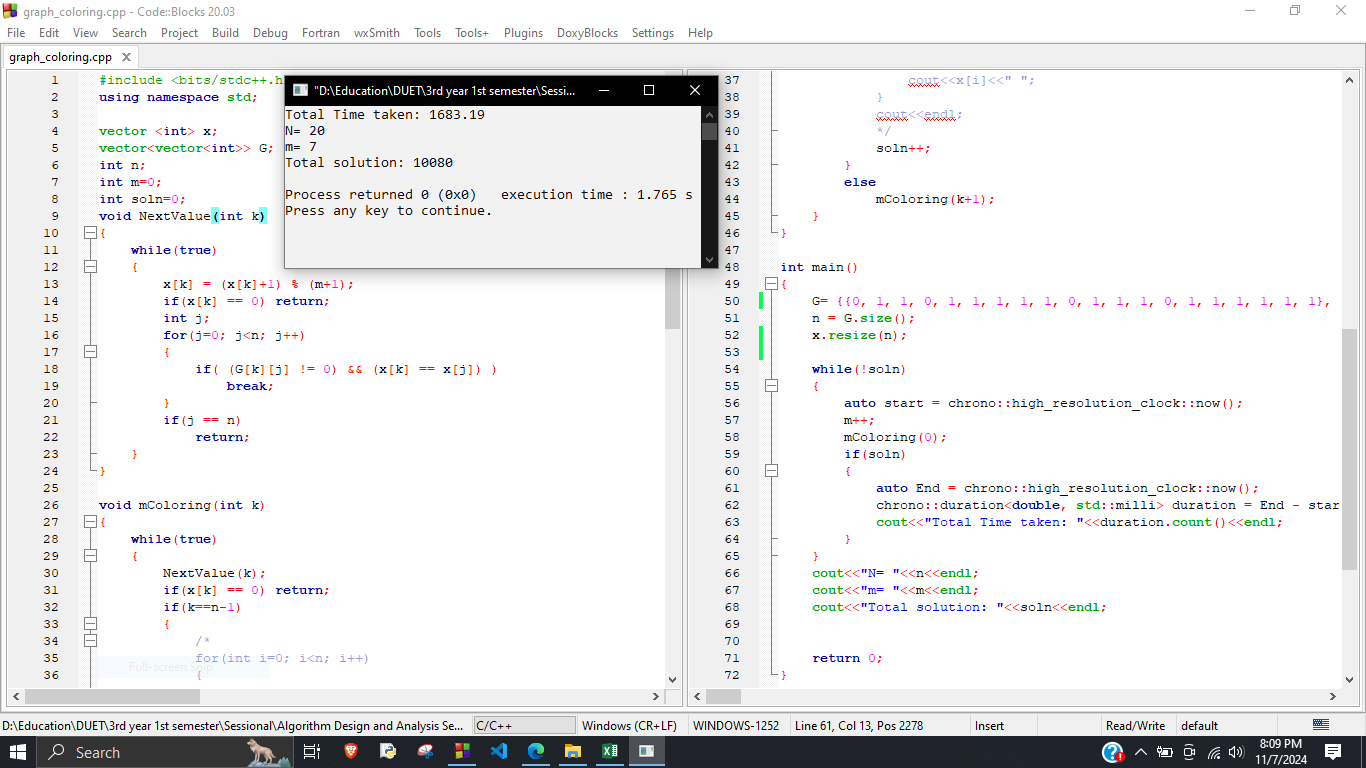 graph_coloring.cpp - Code::Blocks 20.03
File Edit View Search Project Build Debug Fortran wxSmith Tools Tools+ Plugins DoxyBlocks Settings Help
graph_coloring.cpp
1 #include <bits/stdc++.h
2 using namespace std;
3
4 vector <int> x;
5 vector<vector<int>> G;
6 int n;
7 int m=0;
8 int soln=0;
9 void NextValue(int k)
10 {
11 while(true)
12 {
13 x[k] = (x[k]+1) % (m+1);
14 if(x[k] == 0) return;
15 int j;
16 for(j=0; j<n; j++)
17 {
18 if( (G[k][j] != 0) && (x[k] == x[j]) )
19 break;
20 }
21 if(j == n)
22 return;
23 }
24 }
25
26 void mColoring(int k)
27 {
28 while(true)
29 {
30 NextValue(k);
31 if(x[k] == 0) return;
32 if(k==n-1)
33 {
34 /*
35 for(int i=0; i<n; i++)
36 {
Full-screen Snip
"D:\Education\DUET\3rd year 1st semester\Sessi...
Total Time taken: 1683.19
N= 20
m= 7
Total solution: 10080
Process returned 0 (0x0) execution time : 1.765 s
Press any key to continue.
37 cout<<x[i]<<" ";
38 }
39 cout<<endl;
40 */
41 soln++;
42 }
43 else
44 mColoring(k+1);
45 }
46 }
47
48 int main()
49 {
50 G= {{0, 1, 1, 0, 1, 1, 1, 1, 1, 0, 1, 1, 1, 0, 1, 1, 1, 1, 1, 1},
51 n = G.size();
52 x.resize(n);
53
54 while(!soln)
55 {
56 auto start = chrono::high_resolution_clock::now();
57 m++;
58 mColoring(0);
59 if(soln)
60 {
61 auto End = chrono::high_resolution_clock::now();
62 chrono::duration<double, std::milli> duration = End - star
63 cout<<"Total Time taken: "<<duration.count()<<endl;
64 }
65 }
66 cout<<"N= "<<n<<endl;
67 cout<<"m= "<<m<<endl;
68 cout<<"Total solution: "<<soln<<endl;
69
70
71 return 0;
72 }
D:\Education\DUET\3rd year 1st semester\Sessional\Algorithm Design and Analysis Se... C/C++ Windows (CR+LF) WINDOWS-1252 Line 61, Col 13, Pos 2278 Insert Read/Write default
Search
8:09 PM
11/7/2024